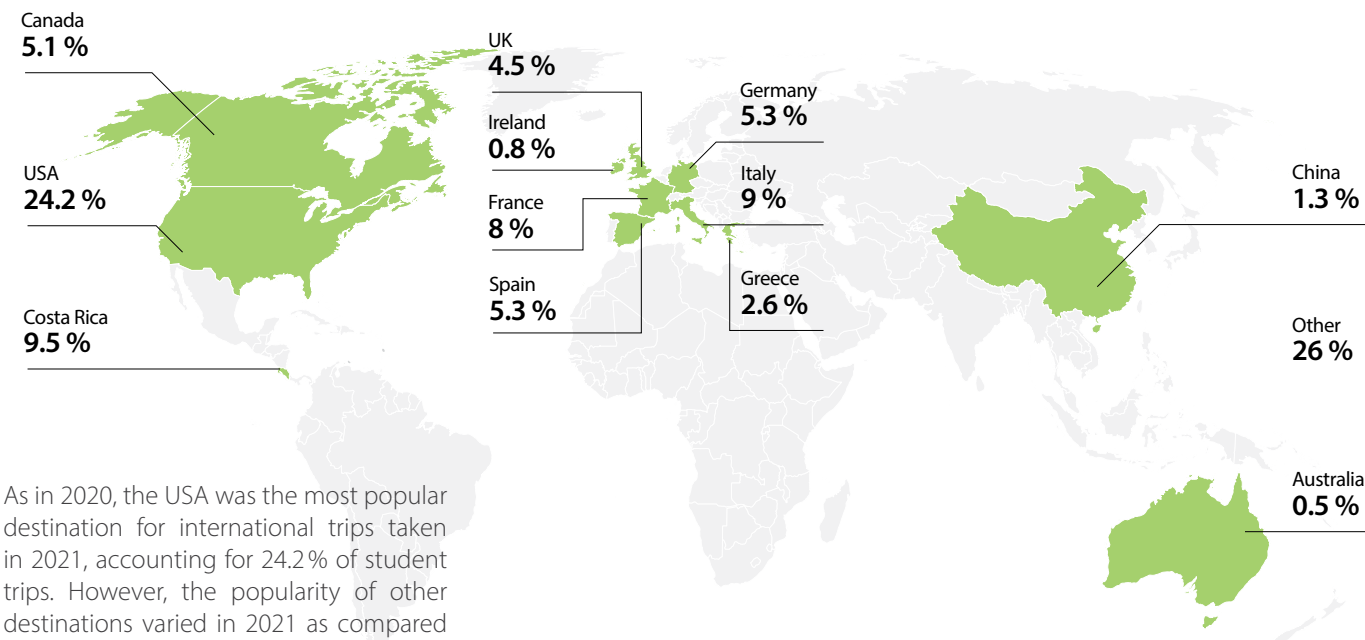 Canada
5.1 %
USA
24.2 %
Costa Rica
9.5 %
UK
4.5 %
Ireland
0.8 %
France
8 %
Spain
5.3 %
Germany
5.3 %
Italy
9 %
Greece
2.6 %
China
1.3 %
Other
26 %
Australia
0.5 %
As in 2020, the USA was the most popular
destination for international trips taken
in 2021, accounting for 24.2 % of student
trips. However, the popularity of other
destinations varied in 2021 as compared